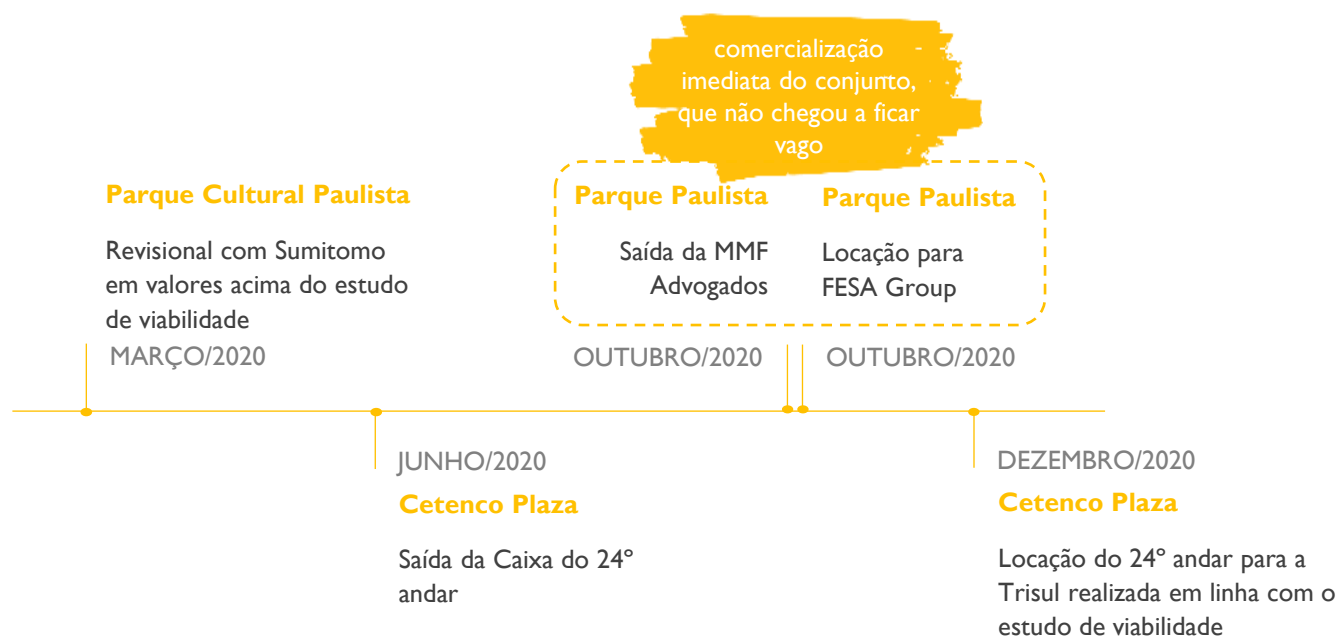 comercialização
imediata do conjunto,
que não chegou a ficar
vago
Parque Cultural Paulista
Revisional com Sumitomo
em valores acima do estudo
de viabilidade
MARÇO/2020
Parque Paulista
Saída da MMF
Advogados
OUTUBRO/2020
Parque Paulista
Locação para
FESA Group
OUTUBRO/2020
JUNHO/2020
Cetenco Plaza
Saída da Caixa do 24º
andar
DEZEMBRO/2020
Cetenco Plaza
Locação do 24º andar para a
Trisul realizada em linha com o
estudo de viabilidade